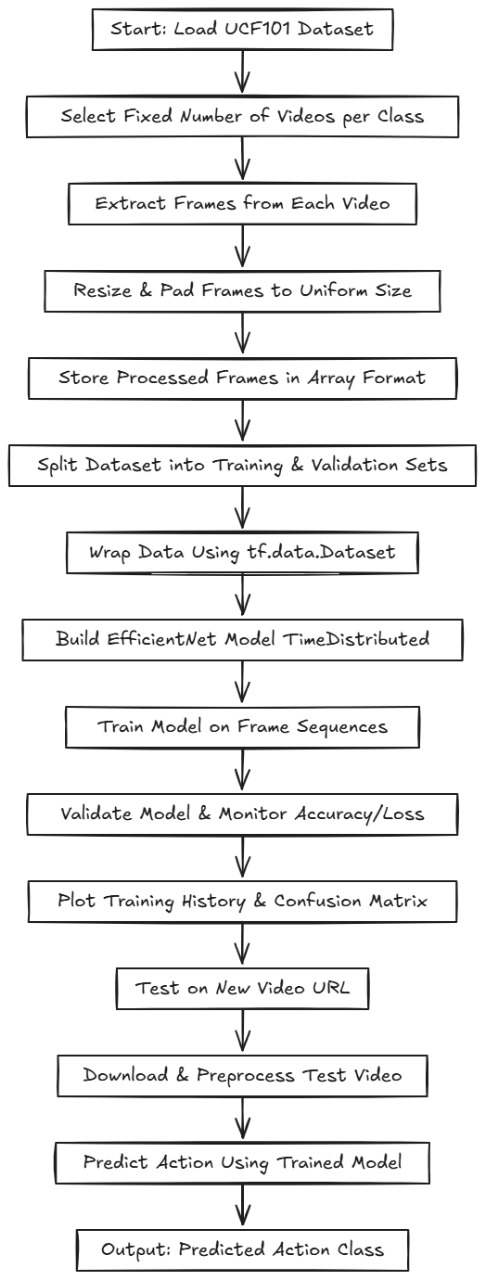 Start: Load UCF101 Dataset
Select Fixed Number of Videos per Class
Extract Frames from Each Video
Resize & Pad Frames to Uniform Size
Store Processed Frames in Array Format
Split Dataset into Training & Validation Sets
Wrap Data Using tf.data.Dataset
Build EfficientNet Model TimeDistributed
Train Model on Frame Sequences
Validate Model & Monitor Accuracy/Loss
Plot Training History & Confusion Matrix
Test on New Video URL
Download & Preprocess Test Video
Predict Action Using Trained Model
Output: Predicted Action Class